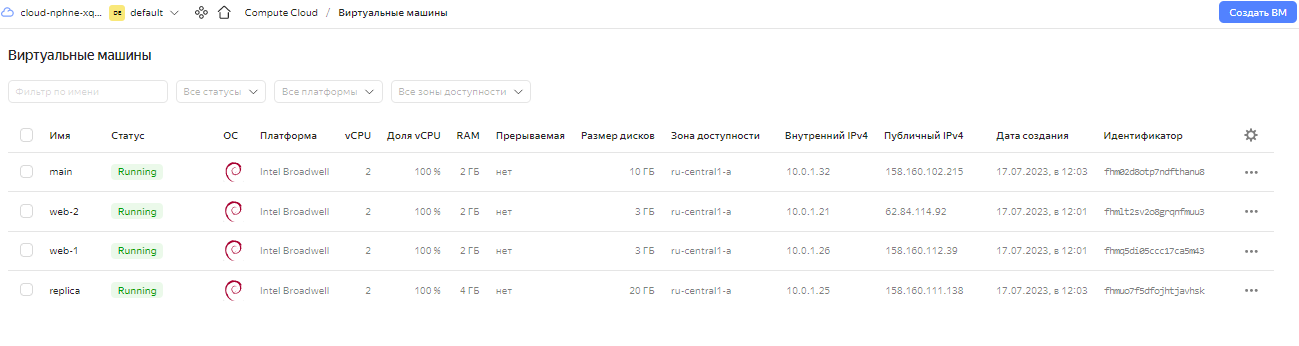 cloud-nphne-xq... DE default Compute Cloud / Виртуальные машины Создать ВМ
Виртуальные машины
Фильтр по имени Все статусы Все платформы Все зоны доступности
Имя Статус ОС Платформа vCPU Доля vCPU RAM Прерываемая Размер дисков Зона доступности Внутренний IPv4 Публичный IPv4 Дата создания Идентификатор
main Running Intel Broadwell 2 100 % 2 ГБ нет 10 ГБ ru-central1-a 10.0.1.32 158.160.102.215 17.07.2023, в 12:03 fhm02d8otp7ndfthanu8
web-2 Running Intel Broadwell 2 100 % 2 ГБ нет 3 ГБ ru-central1-a 10.0.1.21 62.84.114.92 17.07.2023, в 12:01 fhmlt2sv2o8grqnfmuu3
web-1 Running Intel Broadwell 2 100 % 2 ГБ нет 3 ГБ ru-central1-a 10.0.1.26 158.160.112.39 17.07.2023, в 12:01 fhmq5di05ccc17ca5m43
replica Running Intel Broadwell 2 100 % 4 ГБ нет 20 ГБ ru-central1-a 10.0.1.25 158.160.111.138 17.07.2023, в 12:03 fhmuo7f5dfojhtjavhsk